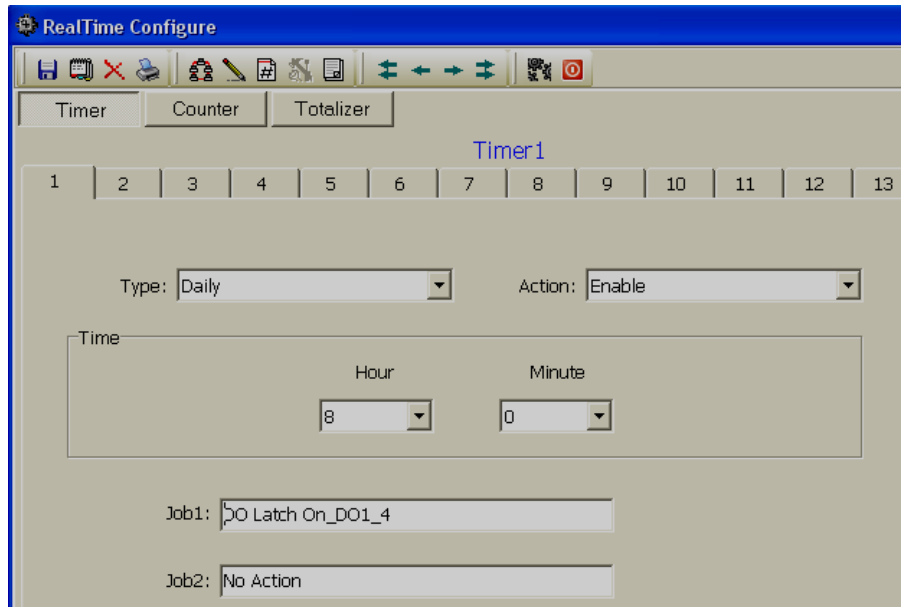 RealTime Configure
Timer Counter Totalizer
Timer1
1 2 3 4 5 6 7 8 9 10 11 12 13
Type: Daily Action: Enable
Time
Hour Minute
8 0
Job1: DO Latch On_DO1_4
Job2: No Action